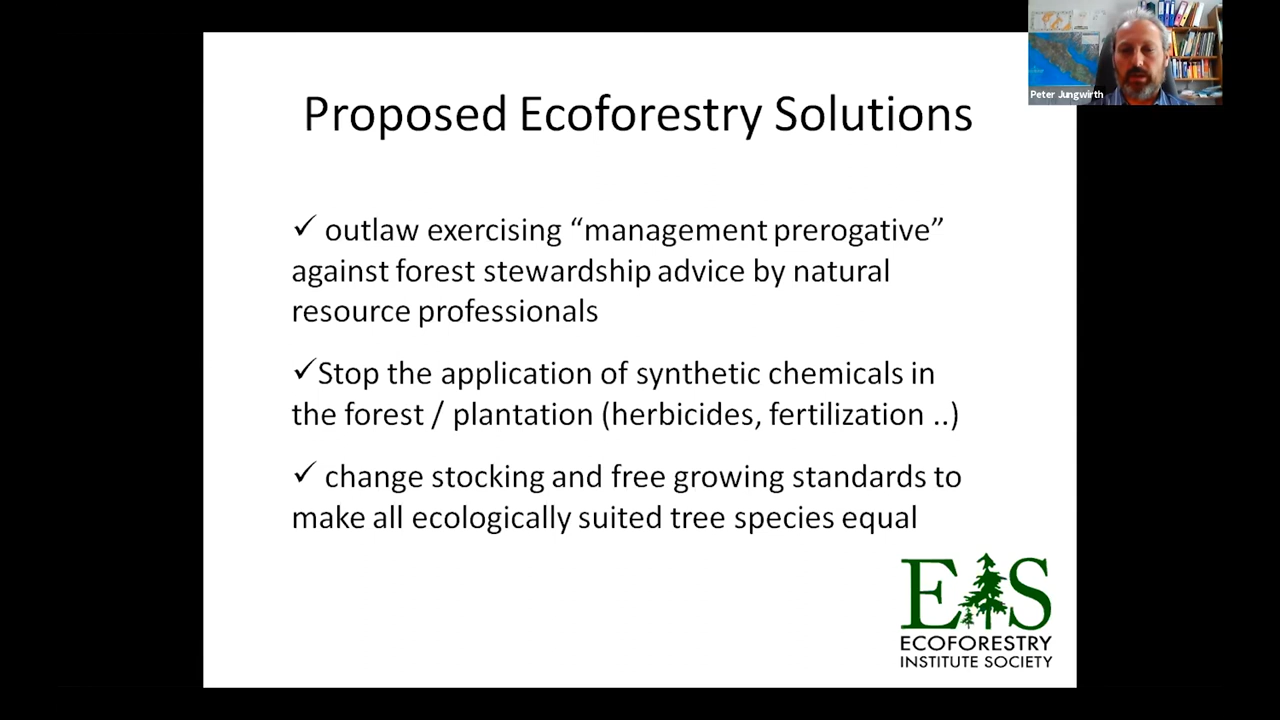 Peter Jungwirth
Proposed Ecoforestry Solutions
✓ outlaw exercising “management prerogative”
against forest stewardship advice by natural
resource professionals
✓Stop the application of synthetic chemicals in
the forest / plantation (herbicides, fertilization ..)
✓ change stocking and free growing standards to
make all ecologically suited tree species equal
EIS
ECOFORESTRY
INSTITUTE SOCIETY